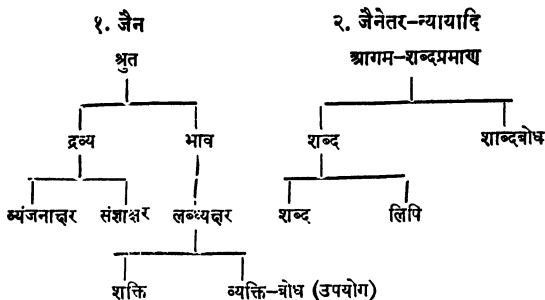 १. जैन २. जैनेतर-न्यायादि
श्रुत आगम-शब्दप्रमाण
द्रव्य भाव शब्द शाब्दबोध
व्यंजनाक्षर संज्ञाक्षर लब्ध्यक्षर शब्द लिपि
शक्ति व्यक्ति-बोध (उपयोग)